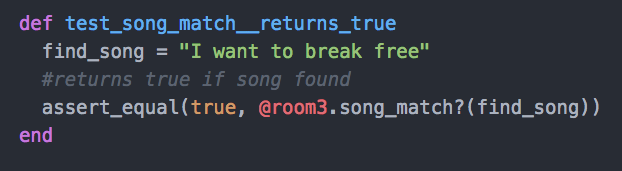 def test_song_match__returns_true
find_song = "I want to break free"
#returns true if song found
assert_equal(true, @room3.song_match?(find_song))
end